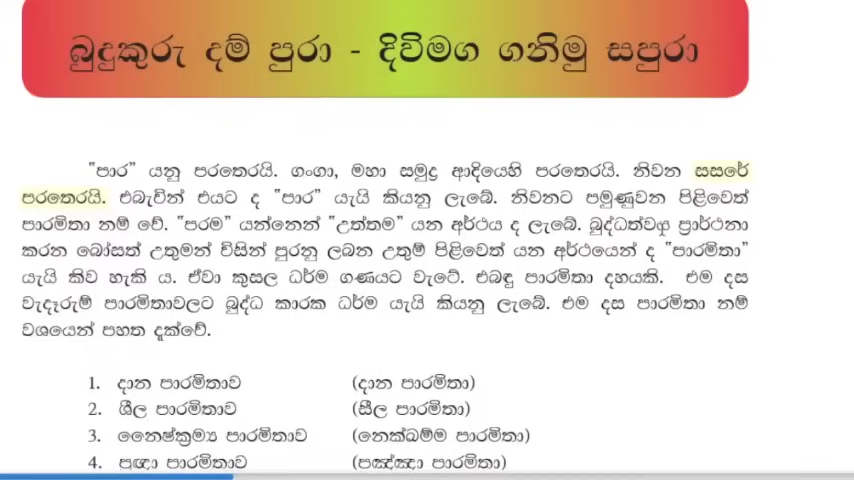 බුදුකුරු දම් පුරා - දිවිමග ගනිමු සපුරා
"පාර" යනු පරතෙරයි. ගංගා, මහා සමුද්‍ර ආදියෙහි පරතෙරයි. නිවන සසරේ
පරතෙරයි. එබැවින් එයට ද "පාර" යැයි කියනු ලැබේ. නිවනට පමුණුවන පිළිවෙත්
පාරමිතා නම් වේ. "පරම" යන්නෙන් "උත්තම" යන අර්ථය ද ලැබේ. බුද්ධත්වය ප්‍රාර්ථනා
කරන බෝසත් උතුමන් විසින් පුරනු ලබන උතුම් පිළිවෙත් යන අර්ථයෙන් ද "පාරමිතා"
යැයි කිව හැකි ය. ඒවා කුසල ධර්ම ගණයට වැටේ. එබඳු පාරමිතා දහයකි. එම දස
වැදෑරුම් පාරමිතාවලට බුද්ධ කාරක ධර්ම යැයි කියනු ලැබේ. එම දස පාරමිතා නම්
වශයෙන් පහත දැක්වේ.
1. දාන පාරමිතාව (දාන පාරමිතා)
2. ශීල පාරමිතාව (සීල පාරමිතා)
3. නෛෂ්ක්‍රම්‍ය පාරමිතාව (නෙක්ඛම්ම පාරමිතා)
4. ප්‍රඥා පාරමිතාව (පඤ්ඤා පාරමිතා)